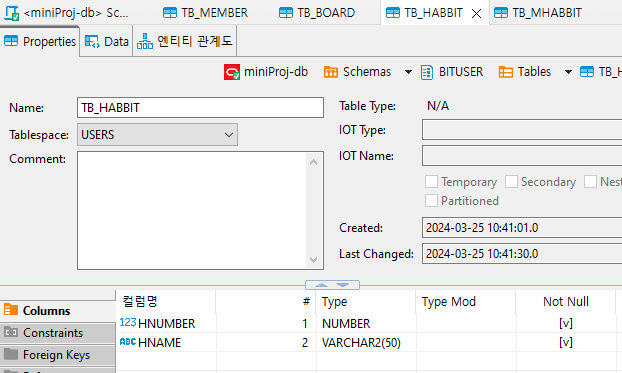 <miniProj-db> Sc...
TB_MEMBER
TB_BOARD
TB_HABBIT
TB_MHABBIT
Properties
Data
엔티티 관계도
miniProj-db
Schemas
BITUSER
Tables
TB_H
Name:
TB_HABBIT
Tablespace:
USERS
Comment:
Table Type:
N/A
IOT Type:
IOT Name:
Temporary
Secondary
Nest
Partitioned
Created:
2024-03-25 10:41:01.0
Last Changed:
2024-03-25 10:41:30.0
Columns
Constraints
Foreign Keys
컬럼명 # Type Type Mod Not Null
123 HNUMBER 1 NUMBER [v]
ABC HNAME 2 VARCHAR2(50) [v]